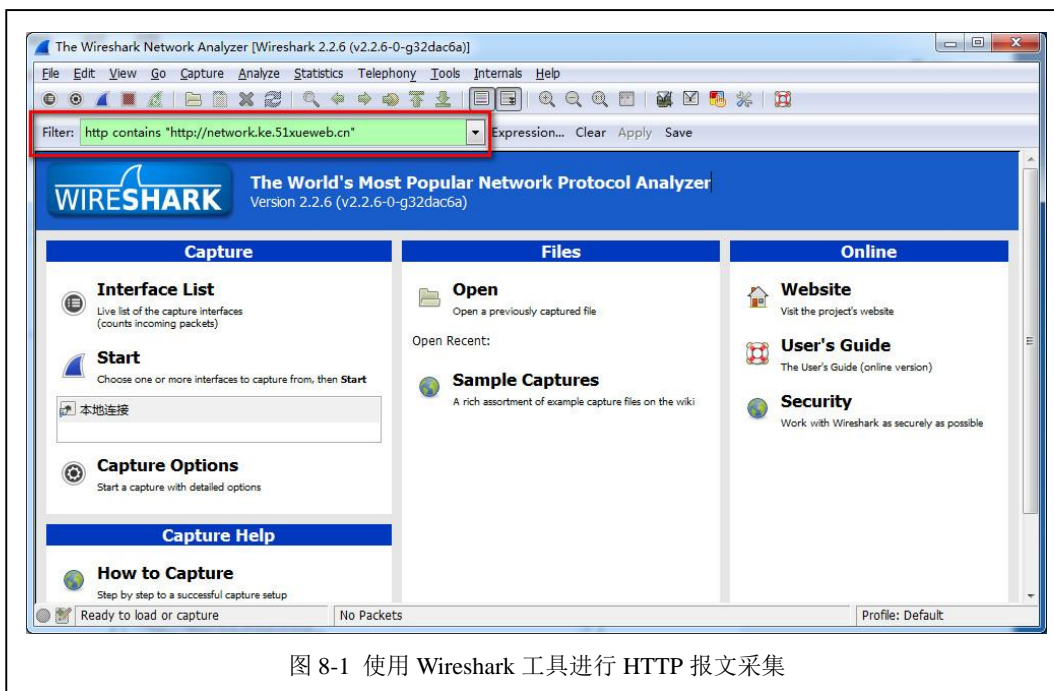 The Wireshark Network Analyzer [Wireshark 2.2.6 (v2.2.6-0-g32dac6a)]
File Edit View Go Capture Analyze Statistics Telephony Tools Internals Help
Filter: http contains "http://network.ke.51xueweb.cn" Expression... Clear Apply Save
WIRESHARK
The World's Most Popular Network Protocol Analyzer
Version 2.2.6 (v2.2.6-0-g32dac6a)
Capture
Interface List
Live list of the capture interfaces
(counts incoming packets)
Start
Choose one or more interfaces to capture from, then Start
本地连接
Capture Options
Start a capture with detailed options
Capture Help
How to Capture
Step by step to a successful capture setup
Files
Open
Open a previously captured file
Open Recent:
Sample Captures
A rich assortment of example capture files on the wiki
Online
Website
Visit the project's website
User's Guide
The User's Guide (online version)
Security
Work with Wireshark as securely as possible
Ready to load or capture No Packets Profile: Default
图 8-1 使用 Wireshark 工具进行 HTTP 报文采集